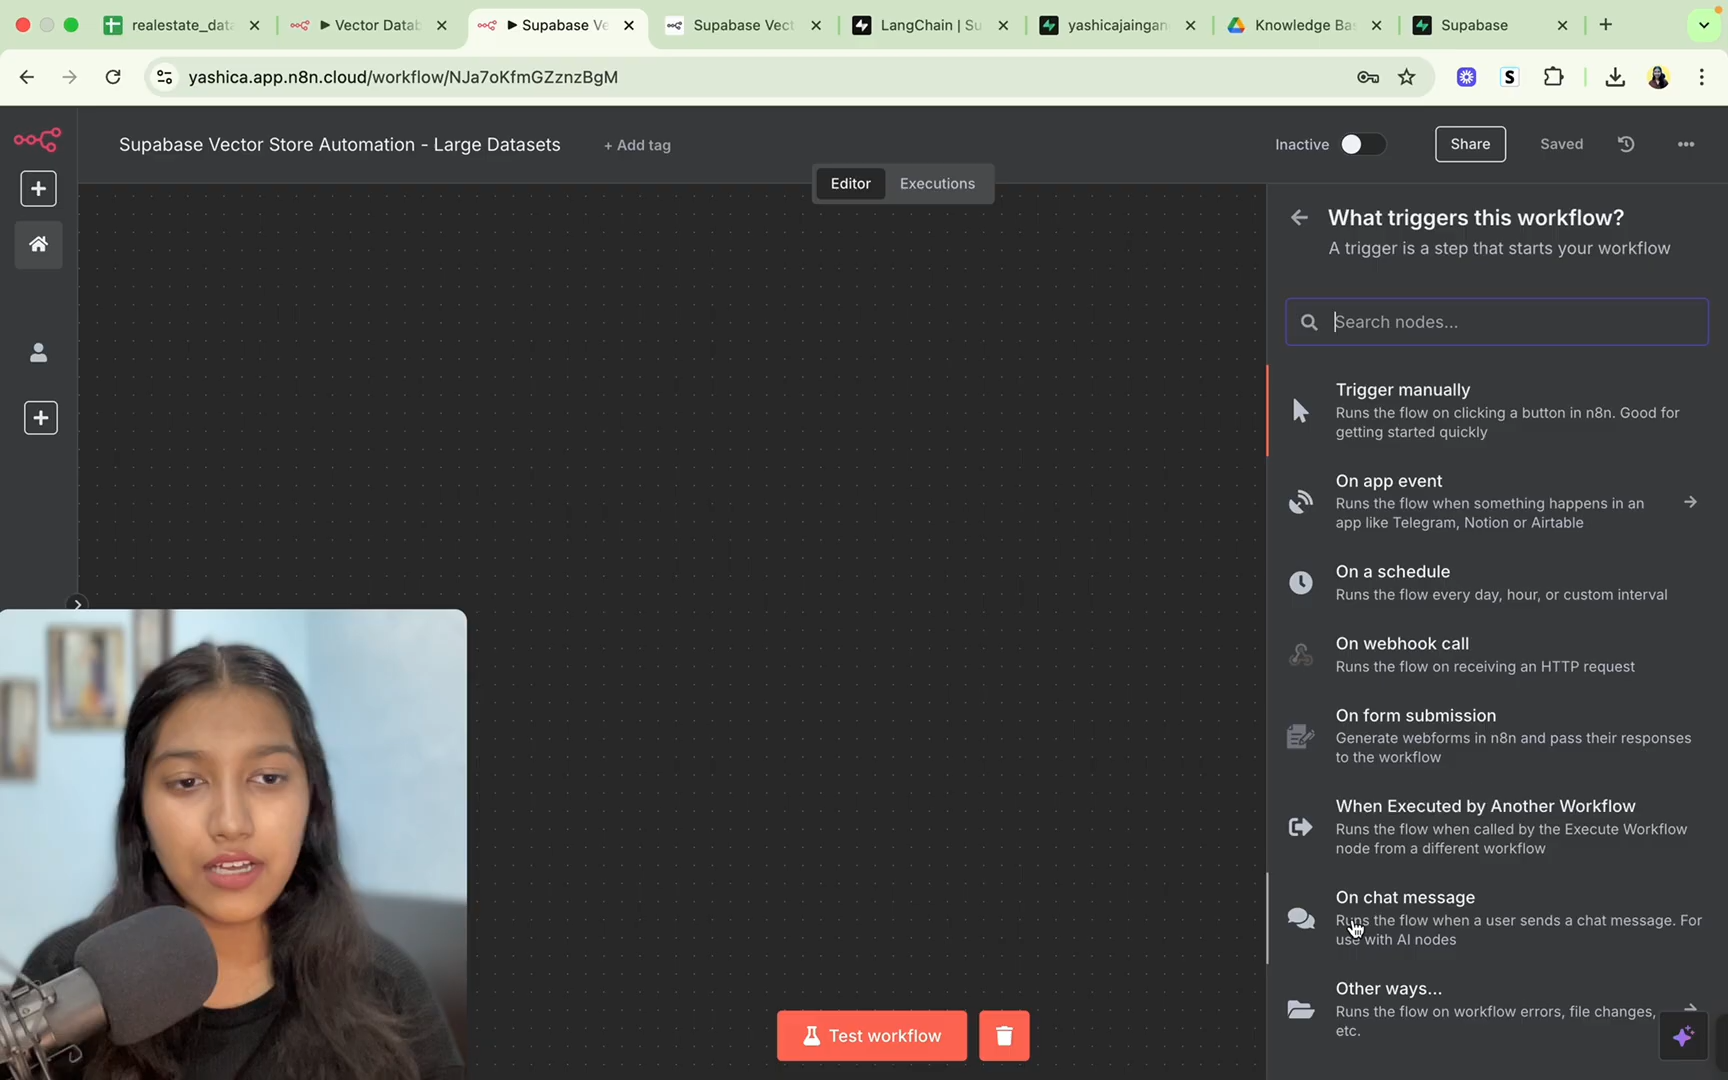 realestate_data
Vector Datab
Supabase Ve
Supabase Vect
LangChain | Su
yashicajaingan
Knowledge Bas
Supabase
yashica.app.n8n.cloud/workflow/NJa7oKfmGZznzBgM
S
Supabase Vector Store Automation - Large Datasets
+ Add tag
Inactive
Share
Saved
Editor
Executions
What triggers this workflow?
A trigger is a step that starts your workflow
Search nodes...
Trigger manually
Runs the flow on clicking a button in n8n. Good for
getting started quickly
On app event
Runs the flow when something happens in an
app like Telegram, Notion or Airtable
On a schedule
Runs the flow every day, hour, or custom interval
On webhook call
Runs the flow on receiving an HTTP request
On form submission
Generate webforms in n8n and pass their responses
to the workflow
When Executed by Another Workflow
Runs the flow when called by the Execute Workflow
node from a different workflow
On chat message
Runs the flow when a user sends a chat message. For
use with AI nodes
Other ways...
Runs the flow on workflow errors, file changes,
etc.
Test workflow